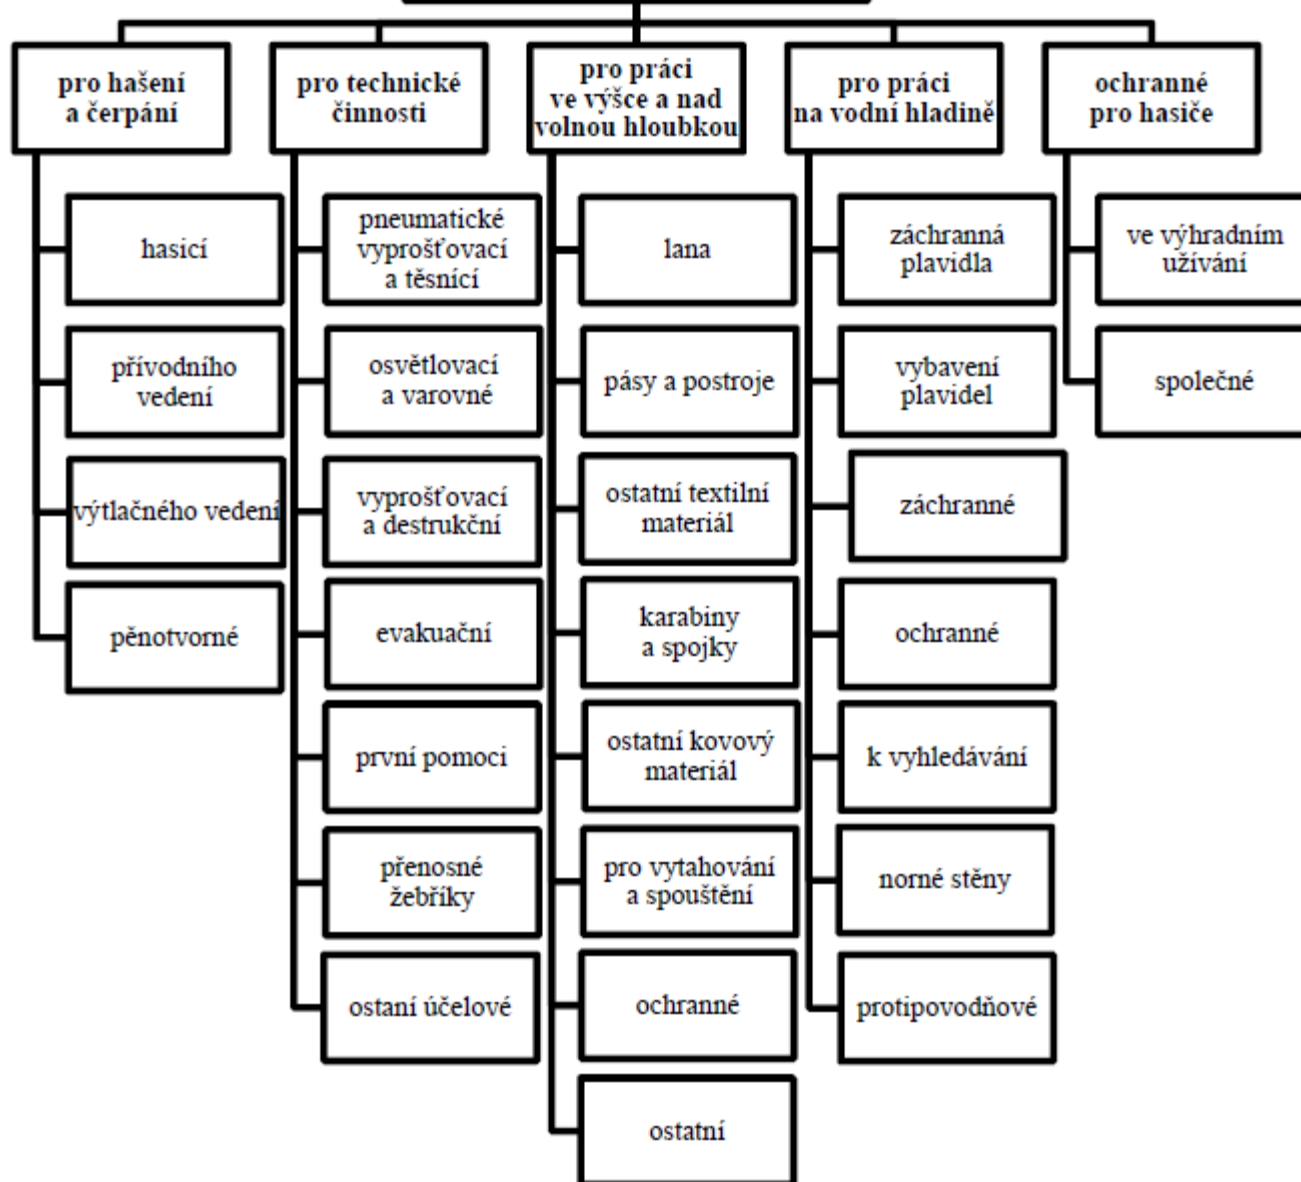 pro hašení
a čerpání
hasicí
přívodního
vedení
výtlačného vedení
pěnotvorné
pro technické
činnosti
pneumatické
vyprošťovací
a těsnící
osvětlovací
a varovné
vyprošťovací
a destrukční
evakuační
první pomoci
přenosné
žebříky
ostaní účelové
pro práci
ve výšce a nad
volnou hloubkou
lana
pásy a postroje
ostatní textilní
materiál
karabiny
a spojky
ostatní kovový
materiál
pro vytahování
a spouštění
ochranné
ostatní
pro práci
na vodní hladině
záchranná
plavidla
vybavení
plavidel
záchranné
ochranné
k vyhledávání
norné stěny
protipovodňové
ochranné
pro hasiče
ve výhradním
užívání
společné